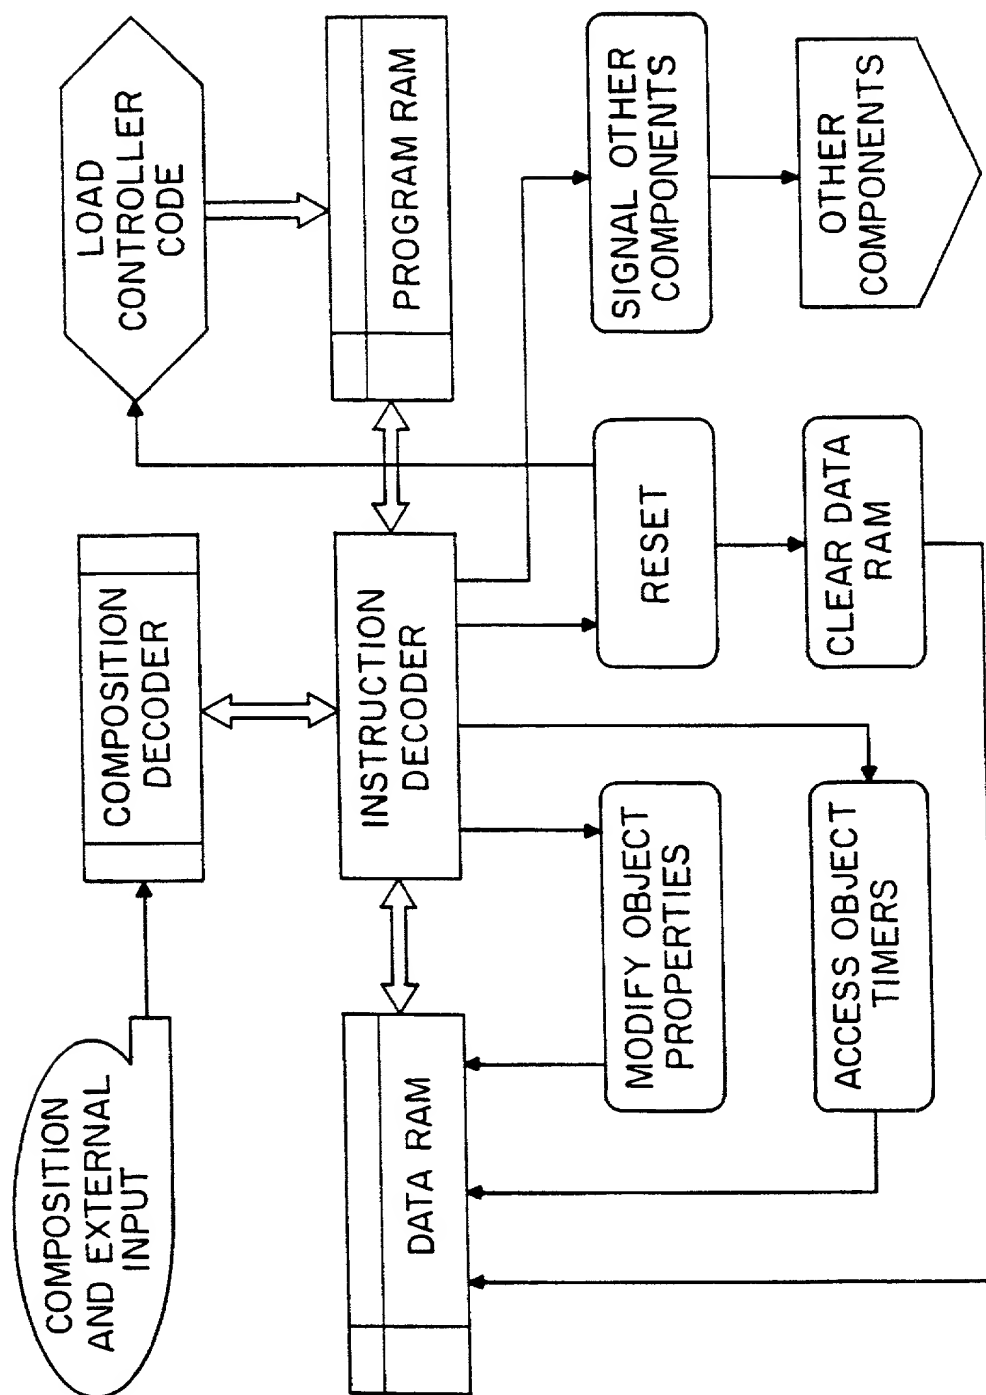 COMPOSITION
AND EXTERNAL
INPUT
COMPOSITION
DECODER
LOAD
CONTROLLER
CODE
DATA RAM
INSTRUCTION
DECODER
PROGRAM RAM
MODIFY OBJECT
PROPERTIES
RESET
SIGNAL OTHER
COMPONENTS
ACCESS OBJECT
TIMERS
CLEAR DATA
RAM
OTHER
COMPONENTS